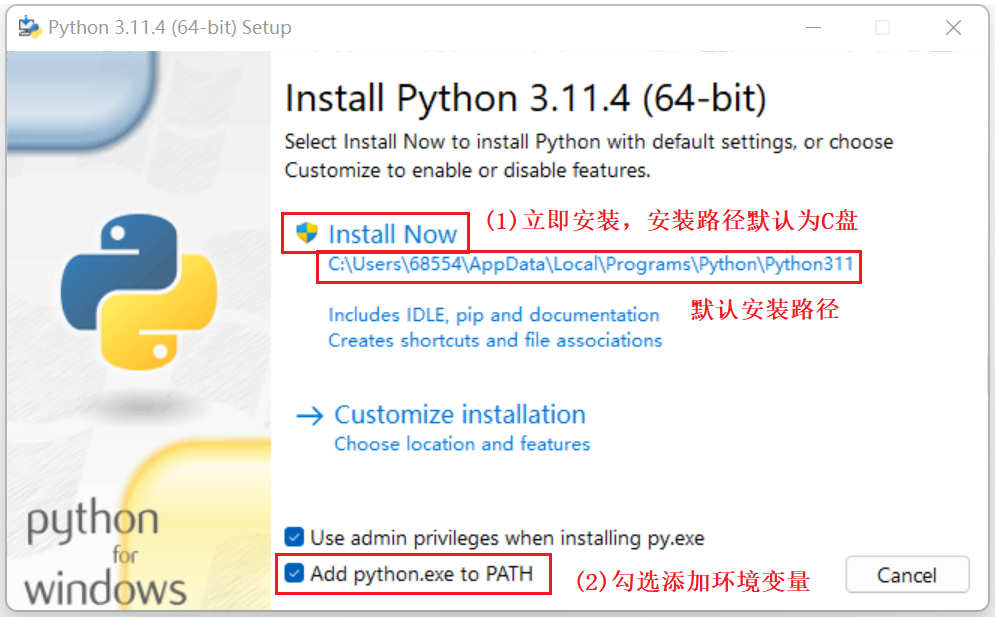 Python 3.11.4 (64-bit) Setup
Install Python 3.11.4 (64-bit)
Select Install Now to install Python with default settings, or choose
Customize to enable or disable features.
Install Now
(1)立即安装，安装路径默认为C盘
C:\Users\68554\AppData\Local\Programs\Python\Python311
默认安装路径
Includes IDLE, pip and documentation
Creates shortcuts and file associations
→ Customize installation
Choose location and features
python
for
windows
Use admin privileges when installing py.exe
Add python.exe to PATH
(2)勾选添加环境变量
Cancel